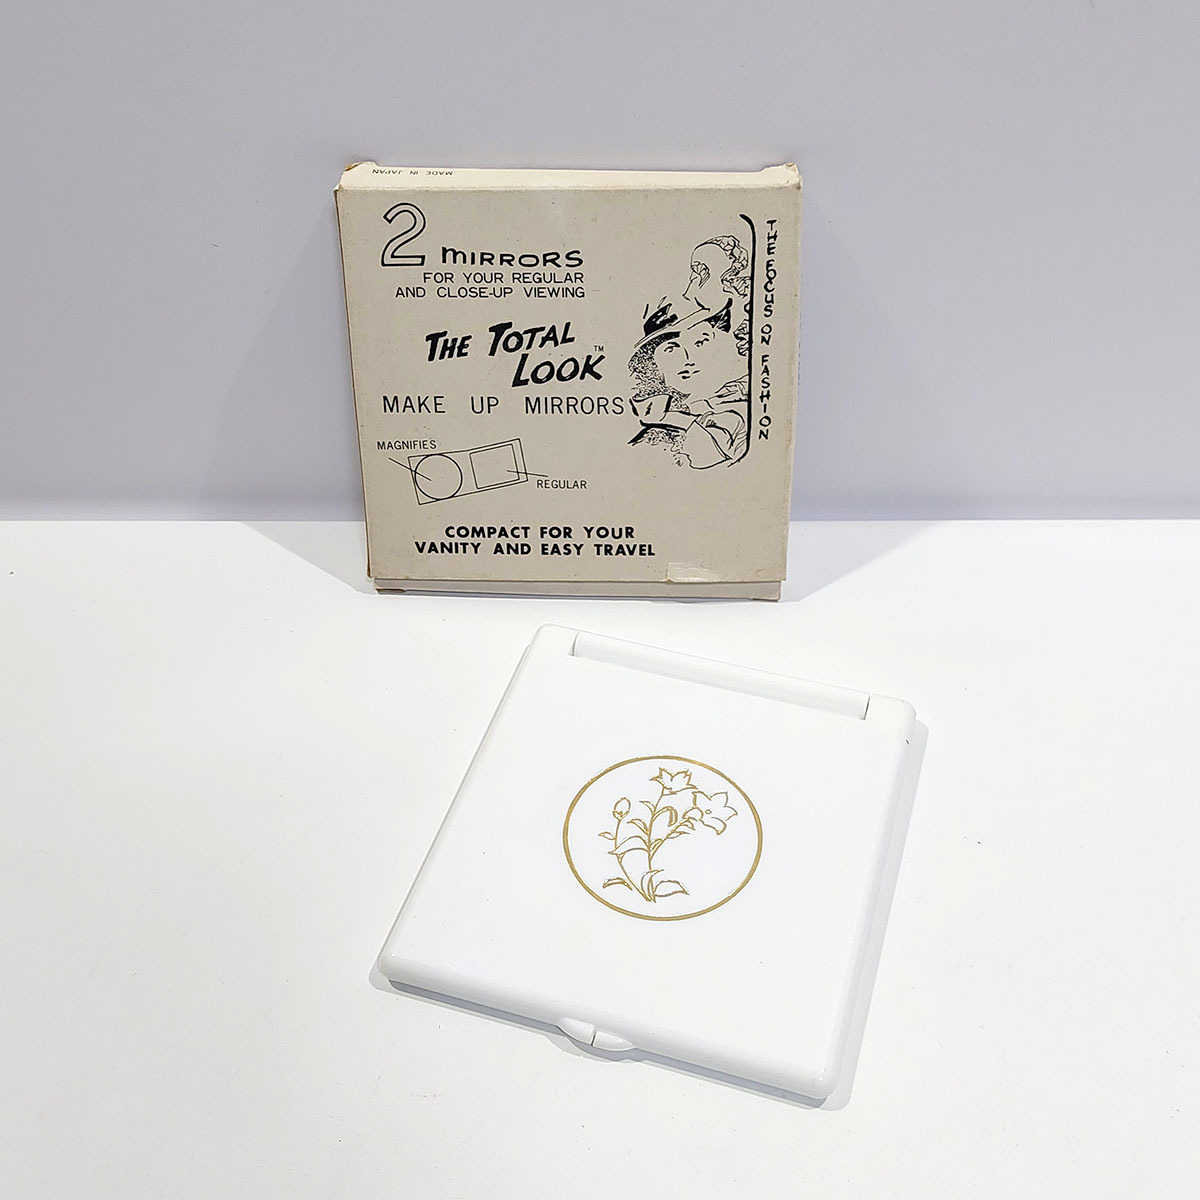 MADE IN JAPAN
2 MIRRORS
FOR YOUR REGULAR
AND CLOSE-UP VIEWING
THE TOTAL
LOOK™
MAKE UP MIRRORS
MAGNIFIES
REGULAR
COMPACT FOR YOUR
VANITY AND EASY TRAVEL
THE FOCUS ON FASHION